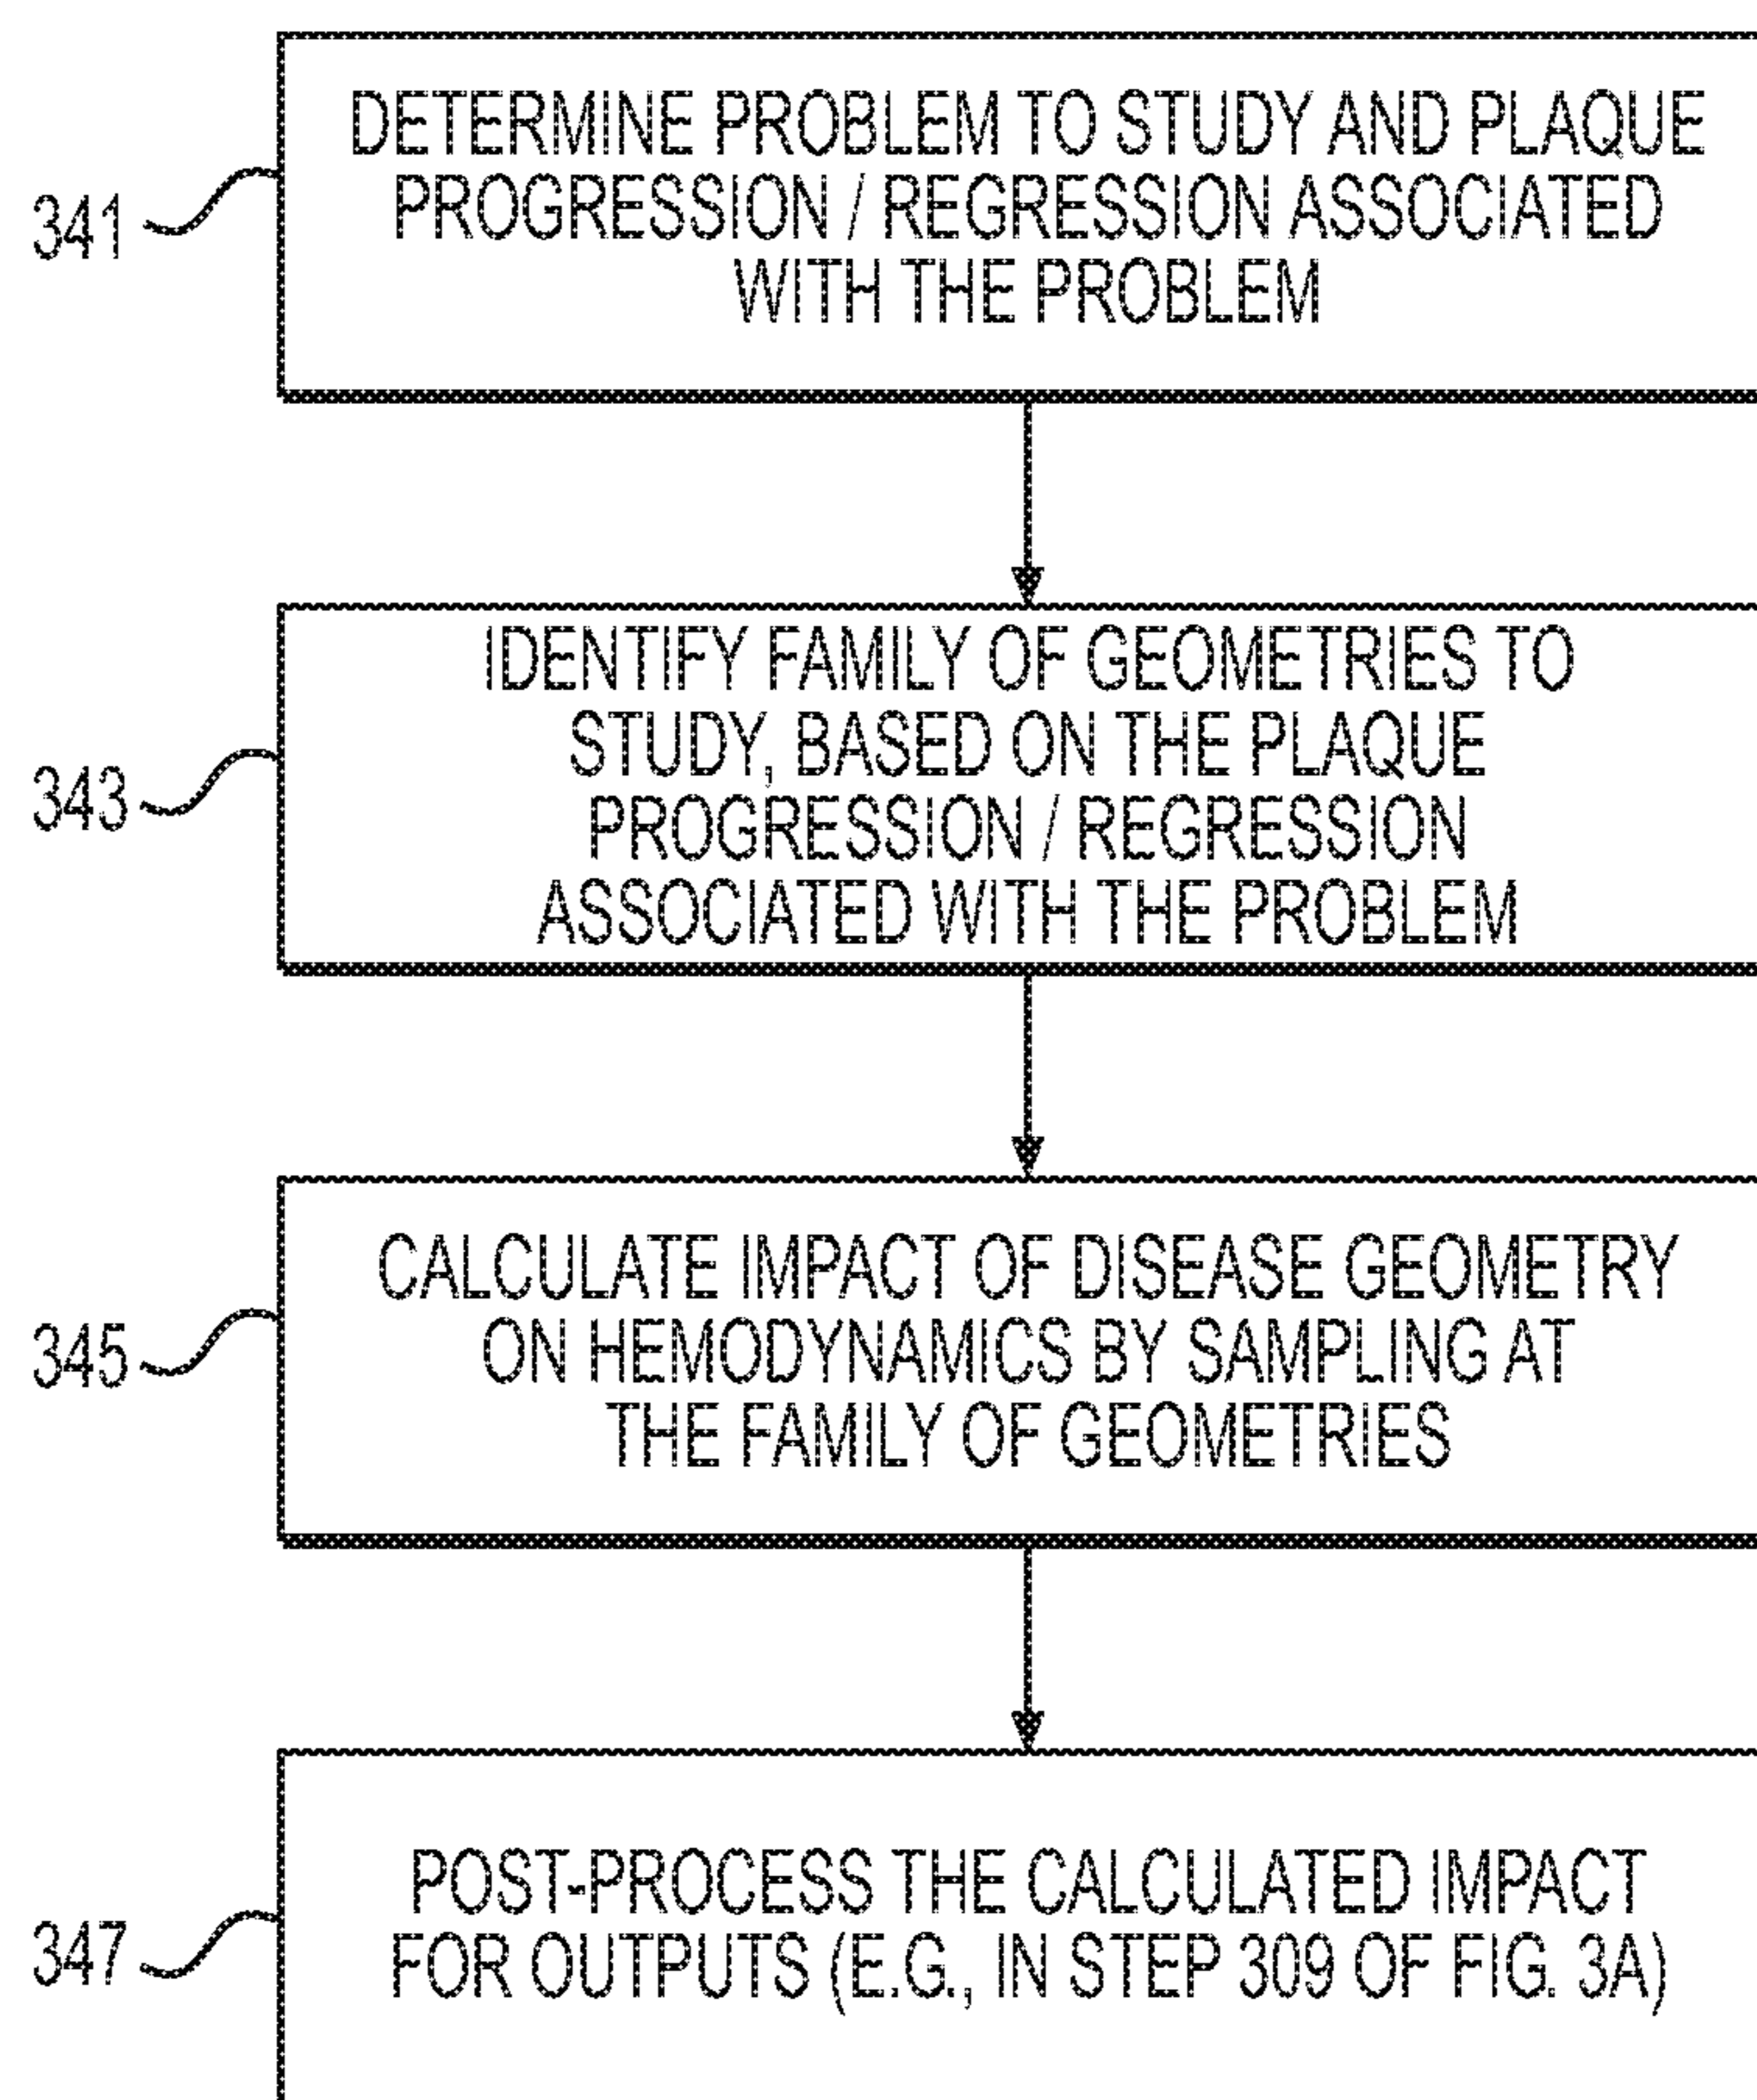 DETERMINE PROBLEM TO STUDY AND PLAQUE
PROGRESSION / REGRESSION ASSOCIATED
WITH THE PROBLEM
341
IDENTIFY FAMILY OF GEOMETRIES TO
STUDY, BASED ON THE PLAQUE
PROGRESSION / REGRESSION
ASSOCIATED WITH THE PROBLEM
343
CALCULATE IMPACT OF DISEASE GEOMETRY
ON HEMODYNAMICS BY SAMPLING AT
THE FAMILY OF GEOMETRIES
345
POST-PROCESS THE CALCULATED IMPACT
FOR OUTPUTS (E.G., IN STEP 309 OF FIG. 3A)
347